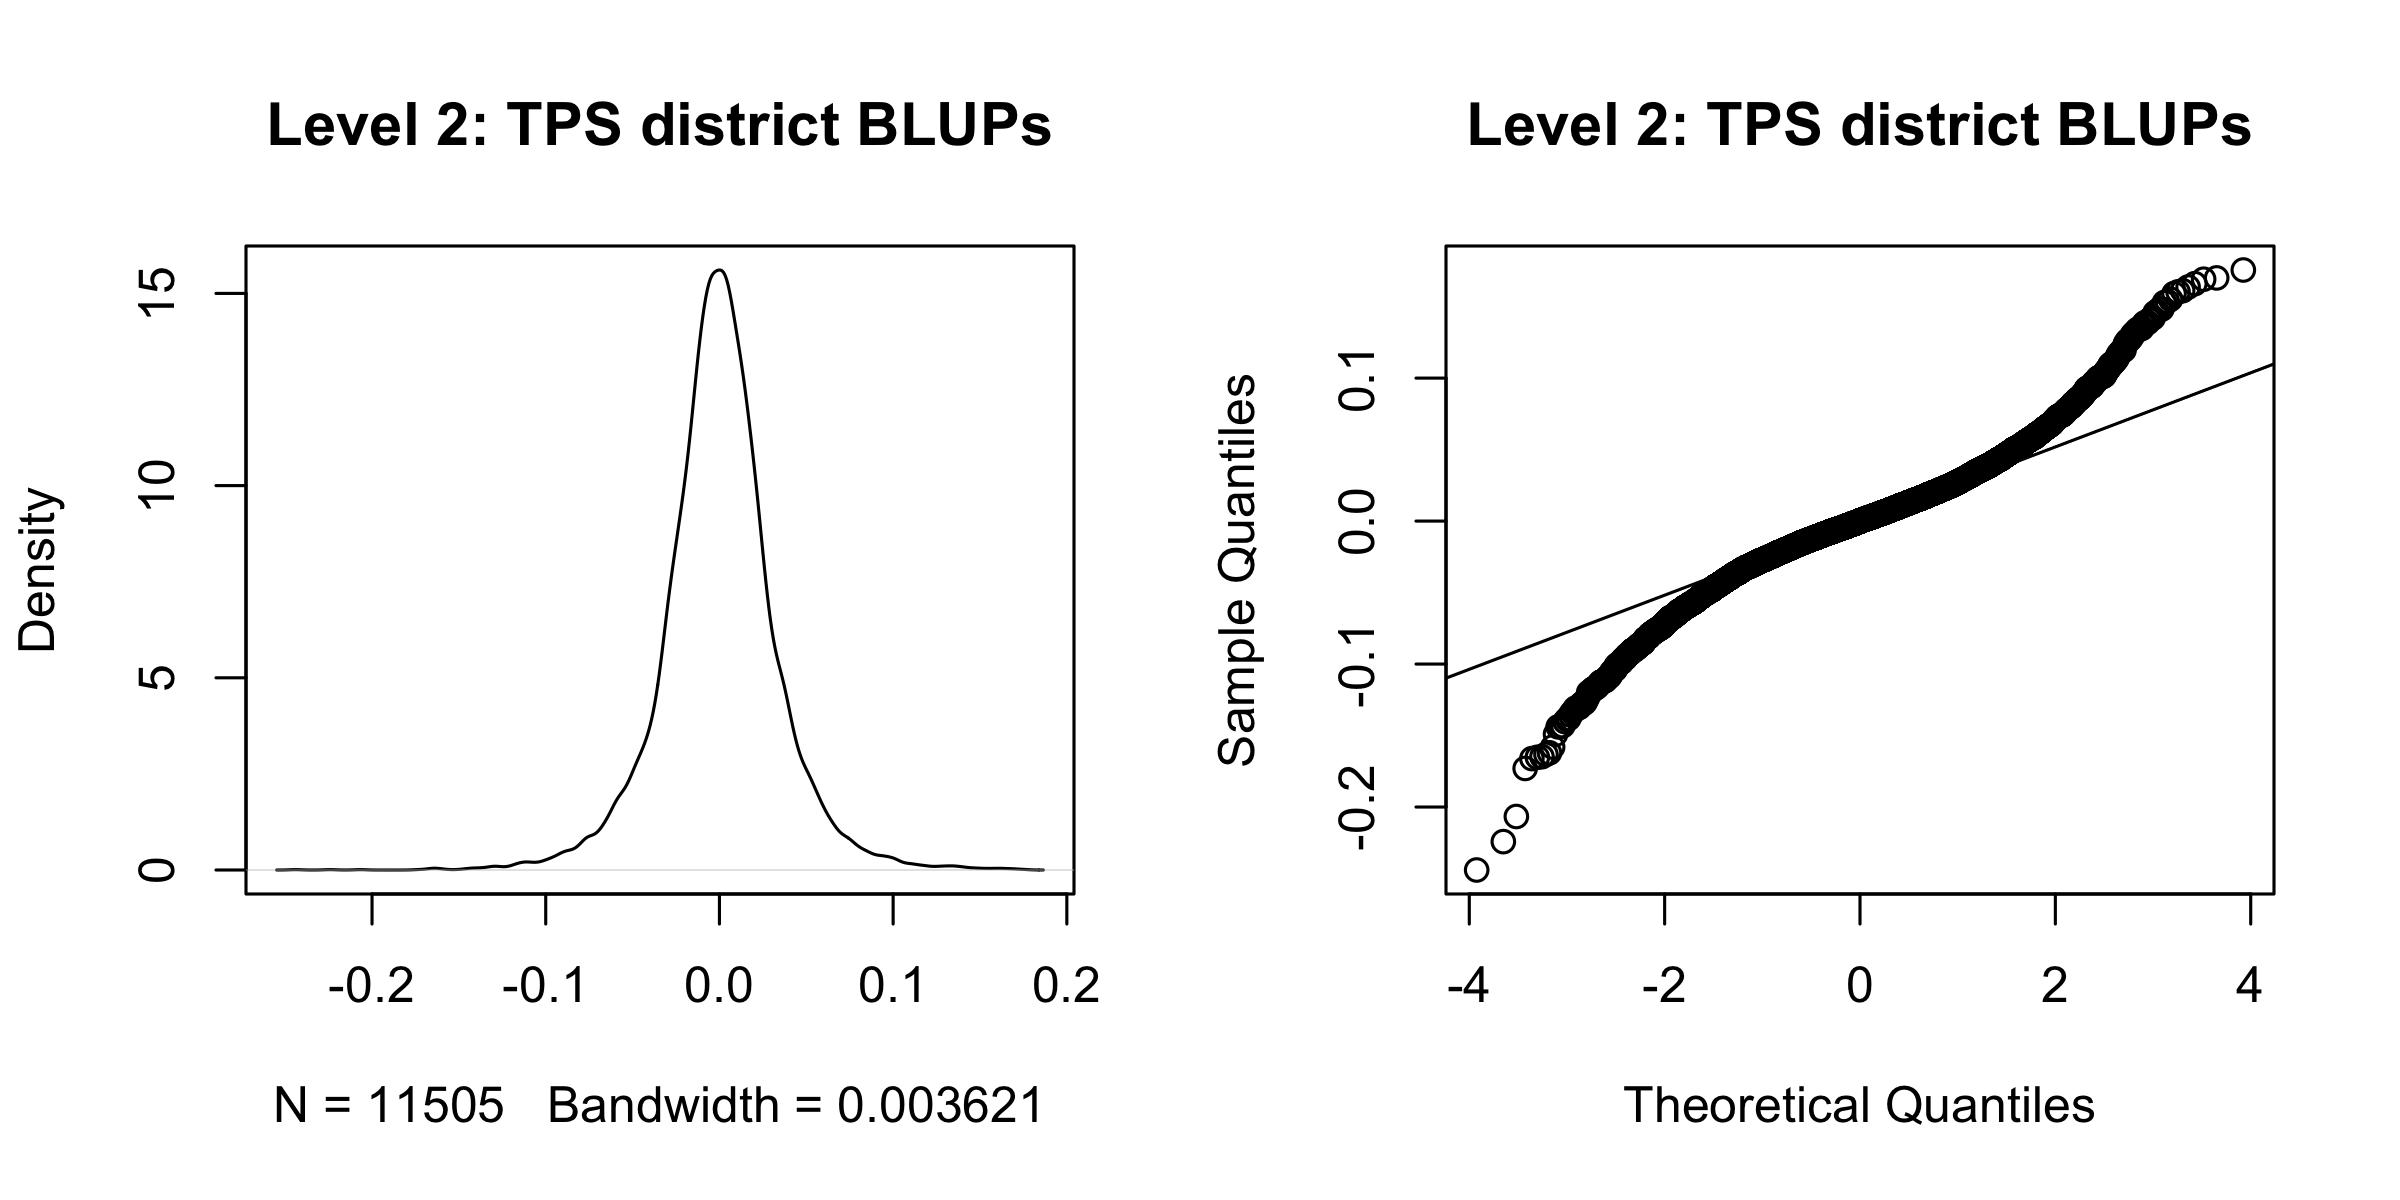 Level 2: TPS district BLUPs
Density
15
10
5
0
-0.2 -0.1 0.0 0.1 0.2
N = 11505 Bandwidth = 0.003621
Level 2: TPS district BLUPs
Sample Quantiles
0.1
0.0
-0.1
-0.2
-4 -2 0 2 4
Theoretical Quantiles